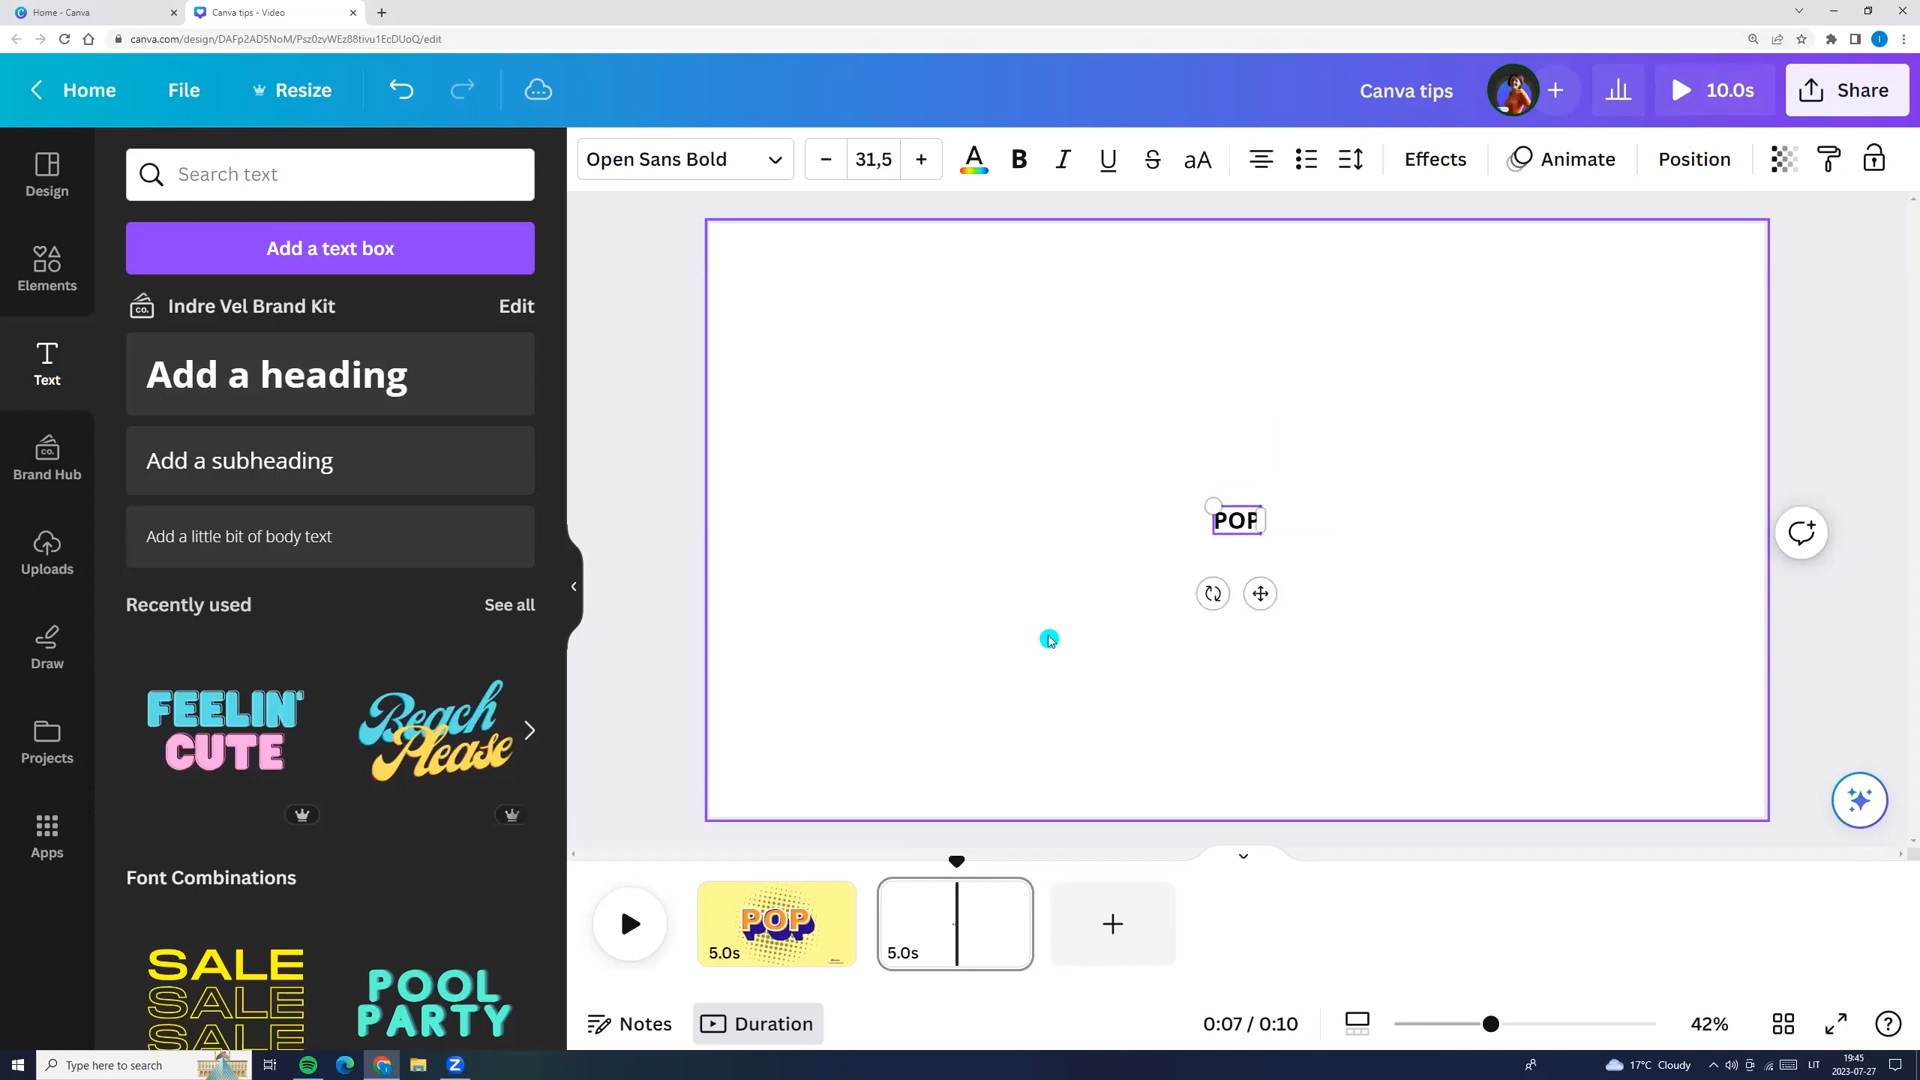 Home - Canva
Canva tips - Video
canva.com/design/DAFp2AD5NoM/Psz0zvWEz88tivu1EcDUoQ/edit
Home
File
Resize
Canva tips
10.0s
Share
Open Sans Bold
31,5
A
B
I
U
S
aA
Effects
Animate
Position
Design
Elements
Text
Brand Hub
Uploads
Draw
Projects
Apps
Search text
Add a text box
co.
Indre Vel Brand Kit
Edit
Add a heading
Add a subheading
Add a little bit of body text
Recently used
See all
FEELIN'
CUTE
Beach
Please
Font Combinations
SALE
SALE
SALE
POOL
PARTY
POP
POP
5.0s
5.0s
Notes
Duration
0:07 / 0:10
42%
Type here to search
17°C Cloudy
LIT
19:45
2023-07-27